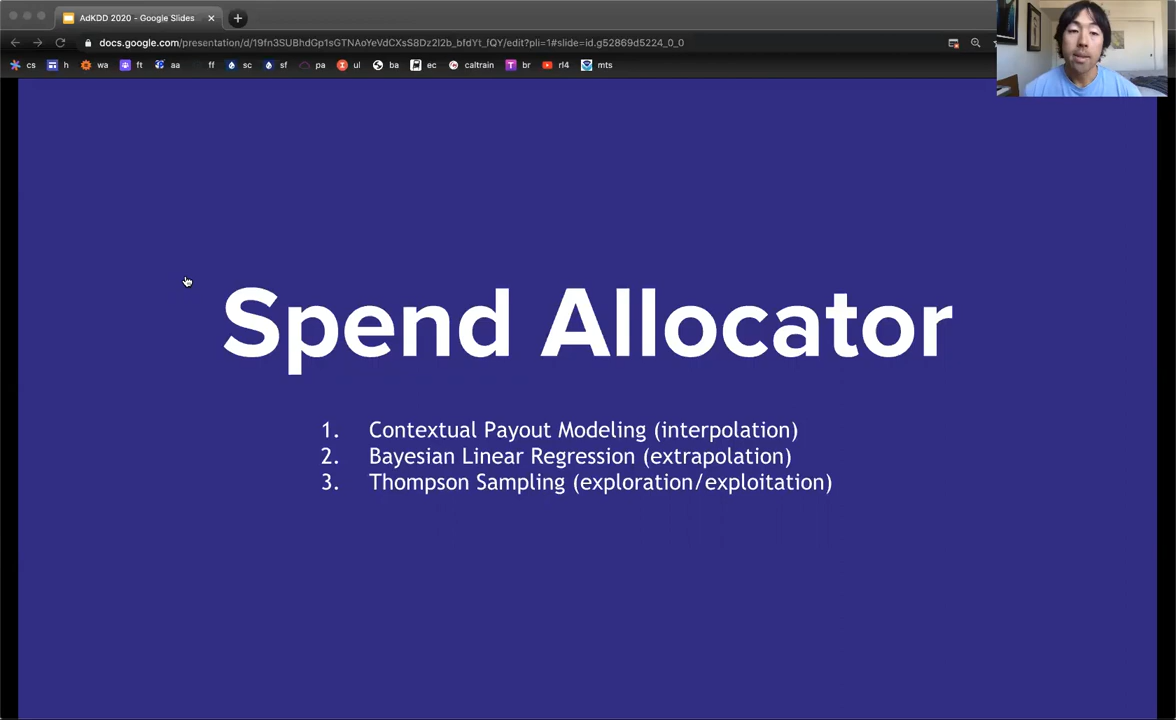 AdKDD 2020 - Google Slides
docs.google.com/presentation/d/19fn3SUBhdGp1sGTNAoYeVdCXsS8Dz2l2b_bfdYt_fQY/edit?pli=1#slide=id.g52869d5224_0_0
cs h wa ft aa ff sc sf pa ul ba ec caltrain br rl4 mts
Spend Allocator
1. Contextual Payout Modeling (interpolation)
2. Bayesian Linear Regression (extrapolation)
3. Thompson Sampling (exploration/exploitation)